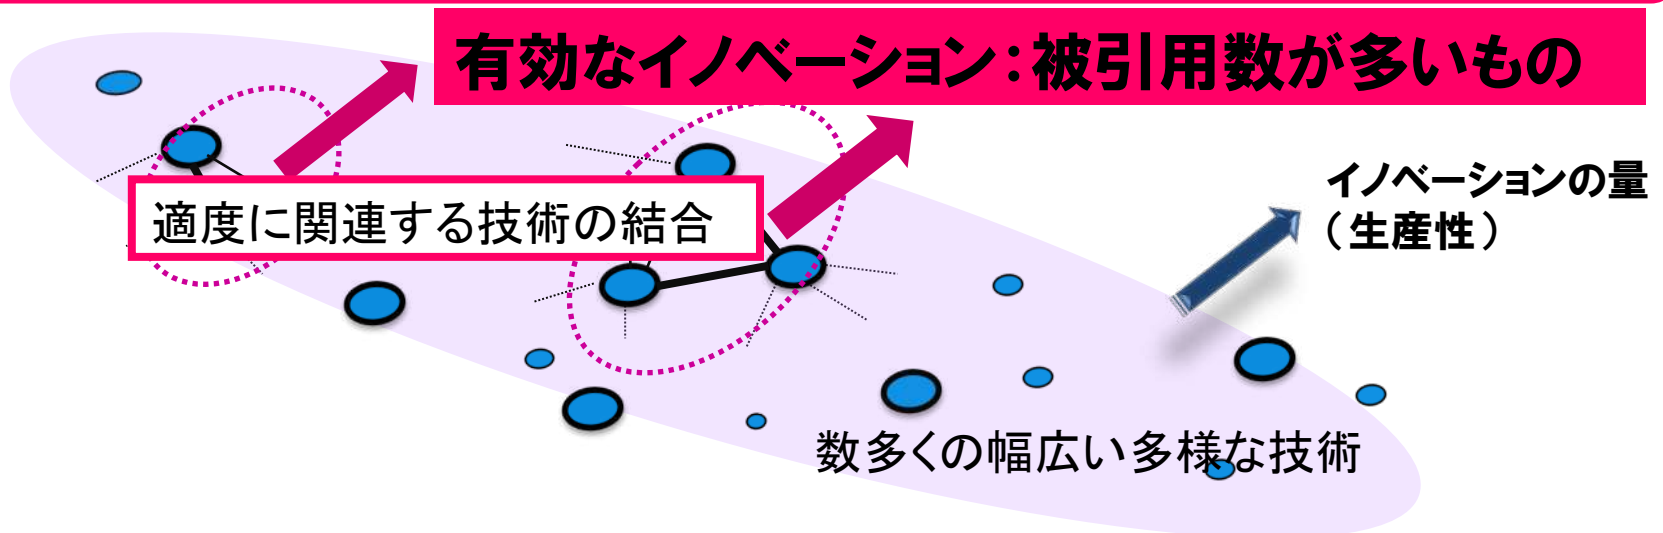 有効なイノベーション：被引用数が多いもの
イノベーションの量
（生産性）
適度に関連する技術の結合
数多くの幅広い多様な技術